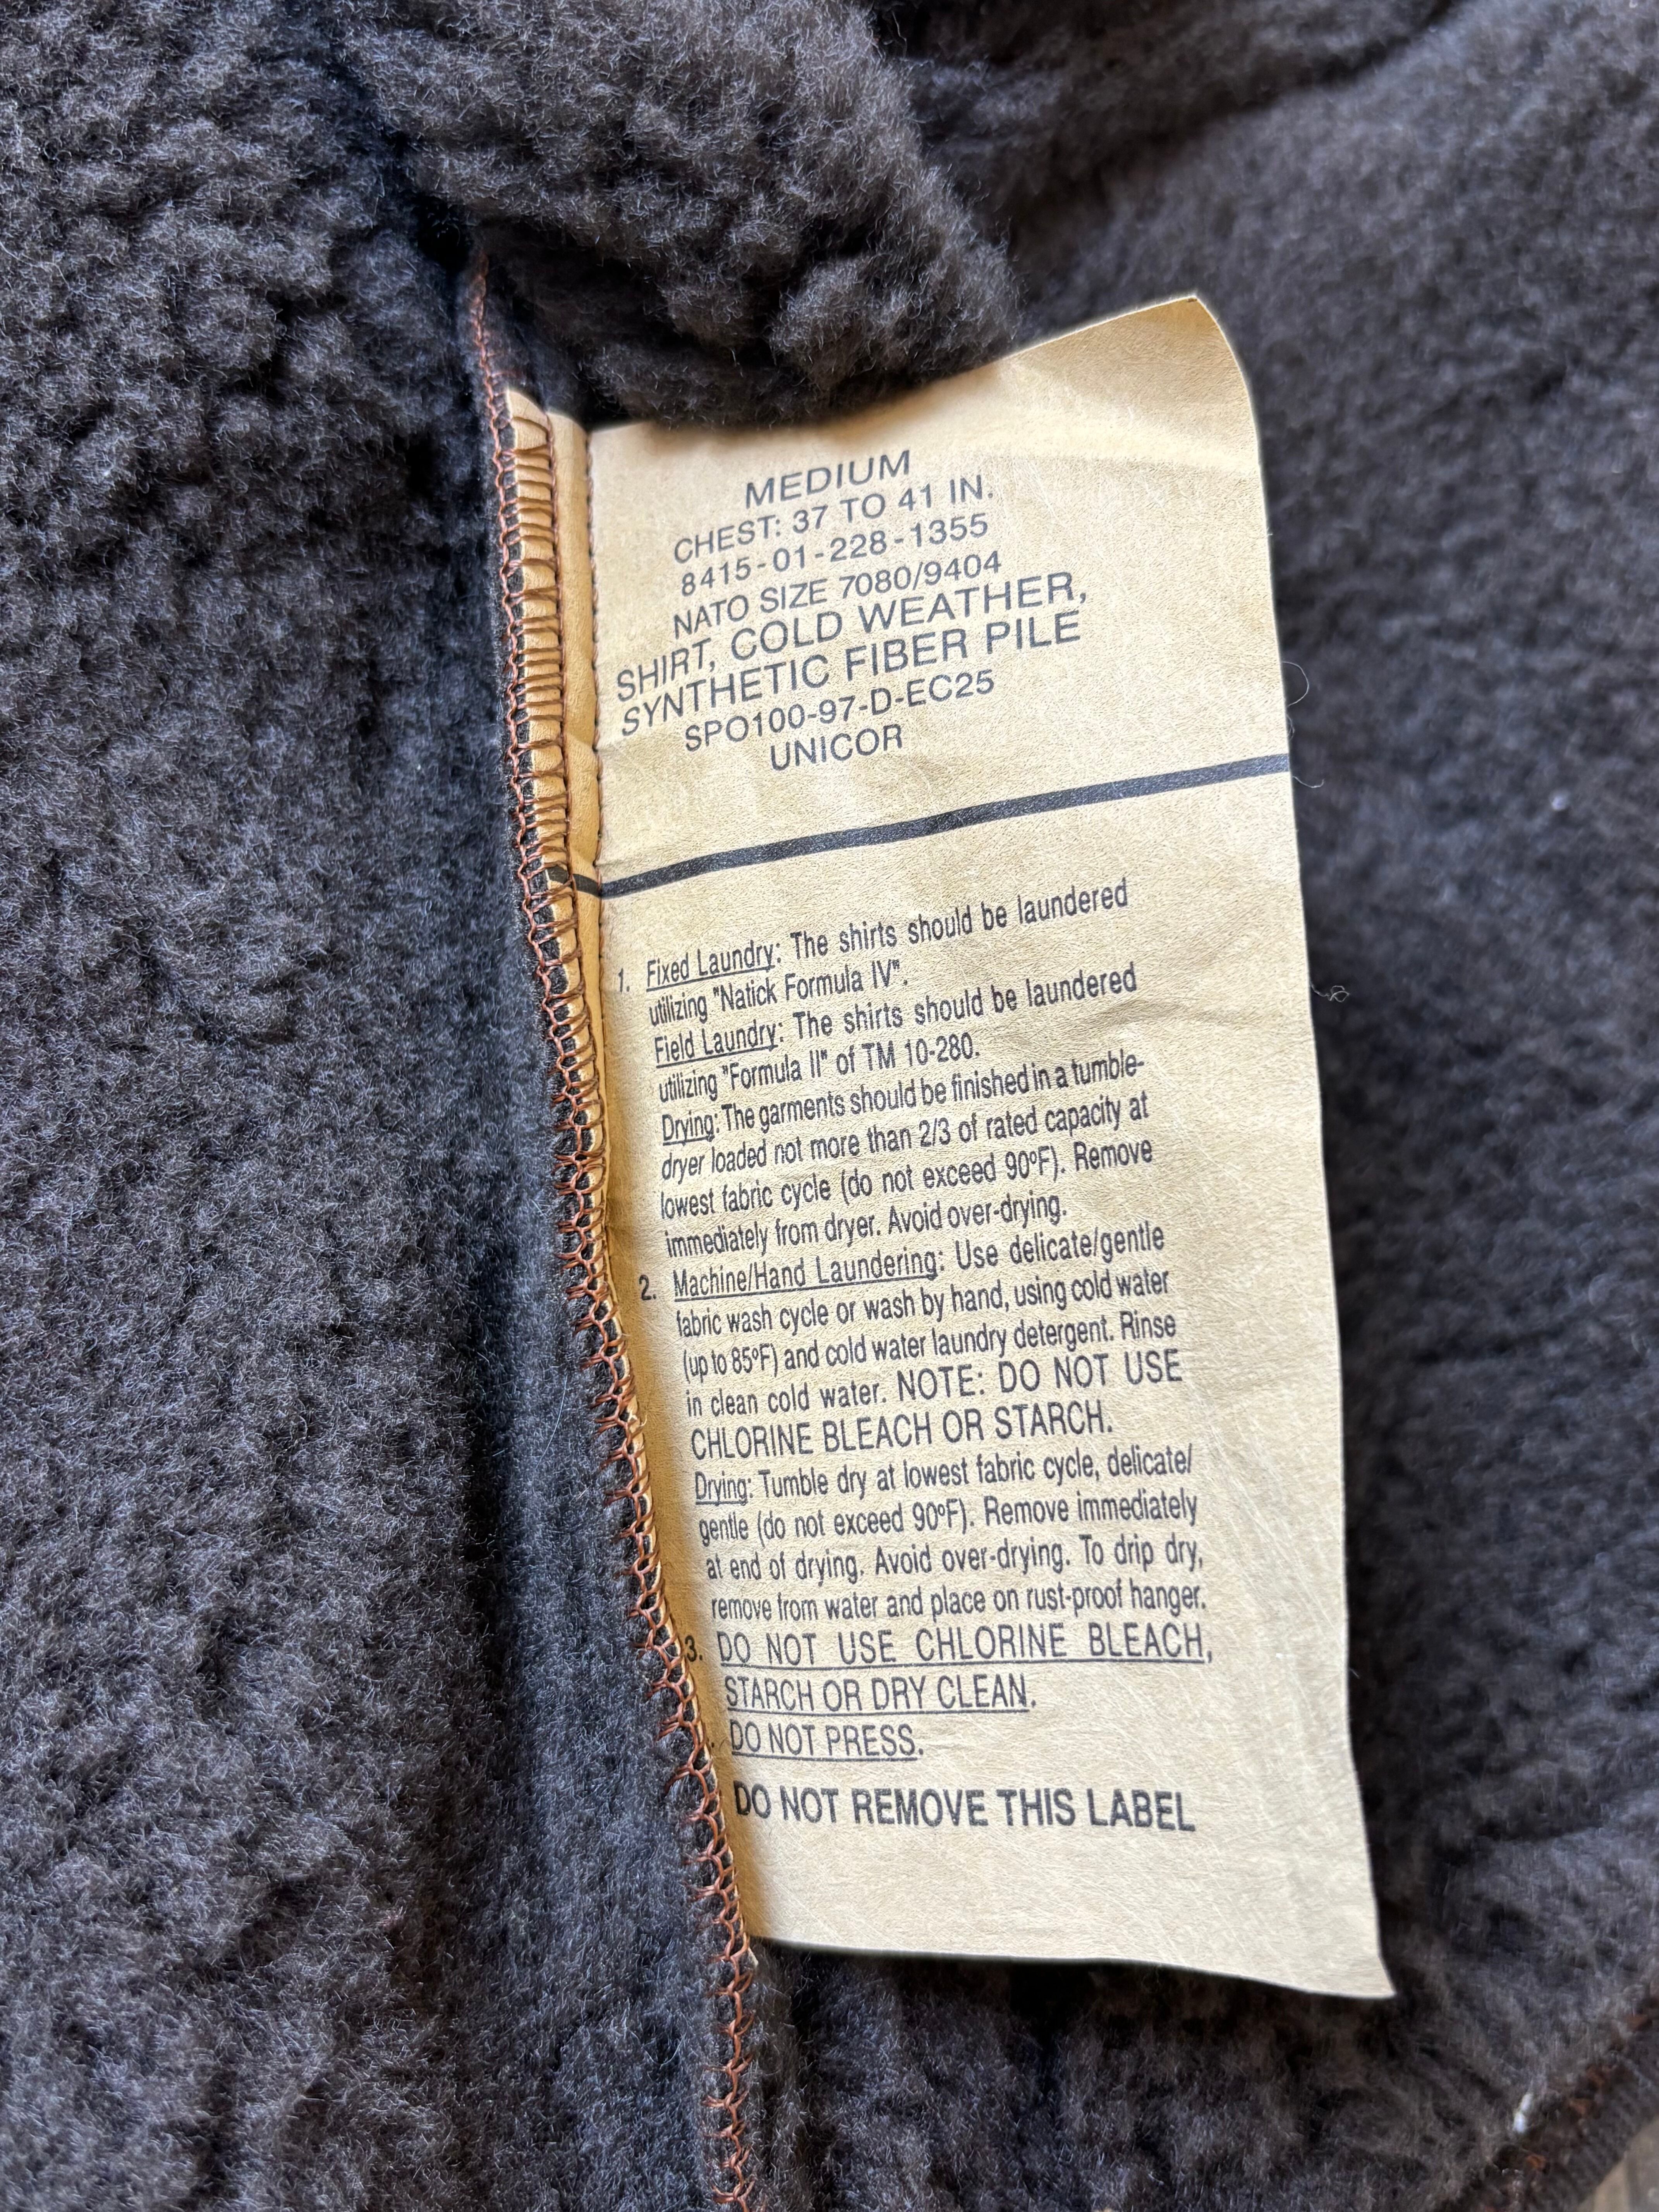 MEDIUM
CHEST: 37 TO 41 IN.
8415-01-228-1355
NATO SIZE 7080/9404
SHIRT, COLD WEATHER,
SYNTHETIC FIBER PILE
SPO100-97-D-EC25
UNICOR
1. Fixed Laundry: The shirts should be laundered
utilizing "Natick Formula IV".
Field Laundry: The shirts should be laundered
utilizing "Formula II" of TM 10-280.
Drying: The garments should be finished in a tumble-
dryer loaded not more than 2/3 of rated capacity at
lowest fabric cycle (do not exceed 90°F). Remove
immediately from dryer. Avoid over-drying.
2. Machine/Hand Laundering: Use delicate/gentle
fabric wash cycle or wash by hand, using cold water
(up to 85°F) and cold water laundry detergent. Rinse
in clean cold water. NOTE: DO NOT USE
CHLORINE BLEACH OR STARCH.
Drying: Tumble dry at lowest fabric cycle, delicate/
gentle (do not exceed 90°F). Remove immediately
at end of drying. Avoid over-drying. To drip dry,
remove from water and place on rust-proof hanger.
3. DO NOT USE CHLORINE BLEACH,
STARCH OR DRY CLEAN.
DO NOT PRESS.
DO NOT REMOVE THIS LABEL